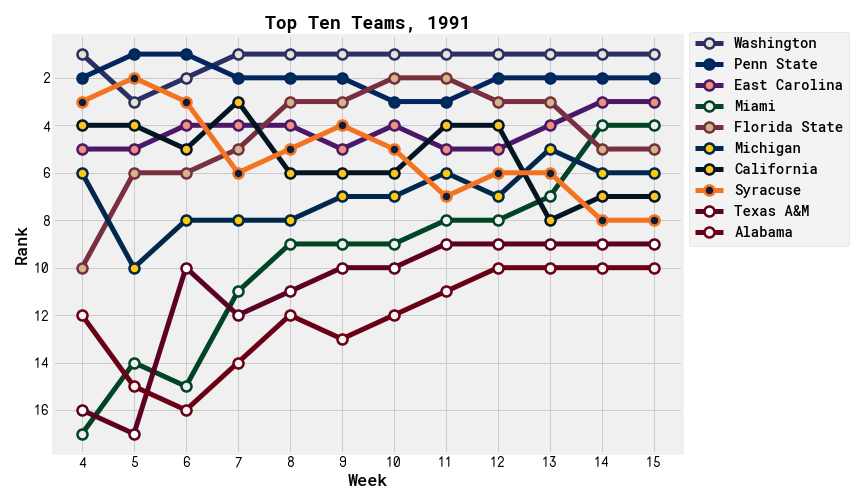 Top Ten Teams, 1991
Washington
Penn State
East Carolina
Miami
Florida State
Michigan
California
Syracuse
Texas A&M
Alabama
Rank
2
4
6
8
10
12
14
16
4 5 6 7 8 9 10 11 12 13 14 15
Week